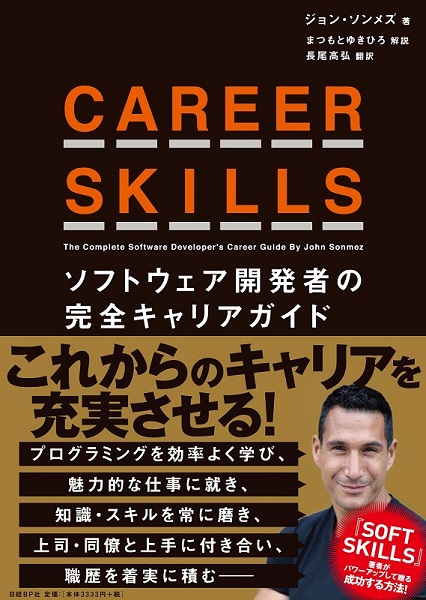 ジョン・ソンメズ 著
まつもとゆきひろ 解説
長尾高弘 翻訳
CAREER
SKILLS
The Complete Software Developer's Career Guide By John Sonmez
ソフトウェア開発者の
完全キャリアガイド
これからのキャリアを
充実させる!
プログラミングを効率よく学び、
魅力的な仕事に就き、
知識・スキルを常に磨き、
上司・同僚と上手に付き合い、
職歴を着実に積む──
『SOFT
SKILLS』
著者が
パワーアップして贈る
成功する方法!
日経BP社 定価:[本体3333円+税]